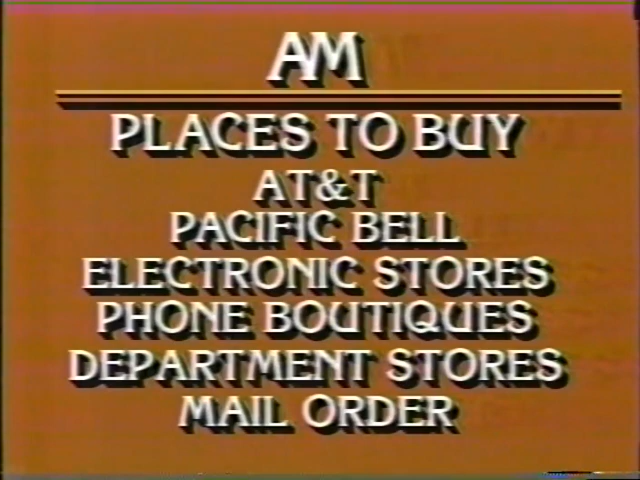 AM
PLACES TO BUY
AT&T
PACIFIC BELL
ELECTRONIC STORES
PHONE BOUTIQUES
DEPARTMENT STORES
MAIL ORDER